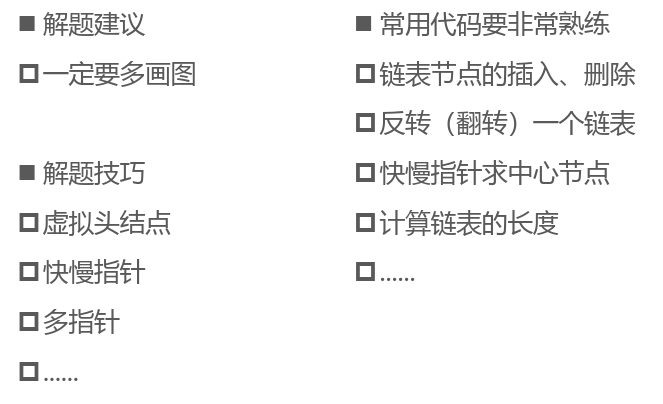 ■ 解题建议
□ 一定要多画图
■ 解题技巧
□ 虚拟头结点
□ 快慢指针
□ 多指针
□ ......
■ 常用代码要非常熟练
□ 链表节点的插入、删除
□ 反转（翻转）一个链表
□ 快慢指针求中心节点
□ 计算链表的长度
□ ......